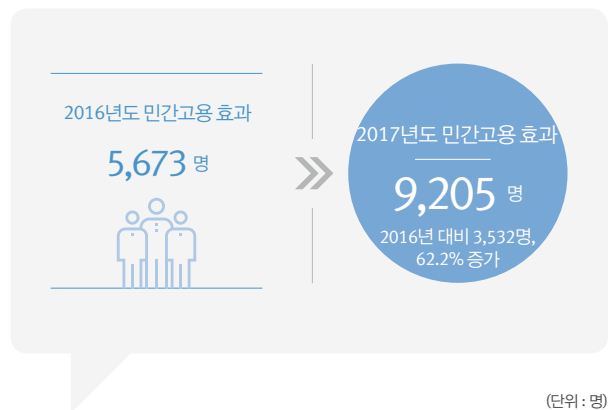 2016년도 민간고용 효과
5,673 명
2017년도 민간고용 효과
9,205 명
2016년 대비 3,532명,
62.2% 증가
(단위 : 명)